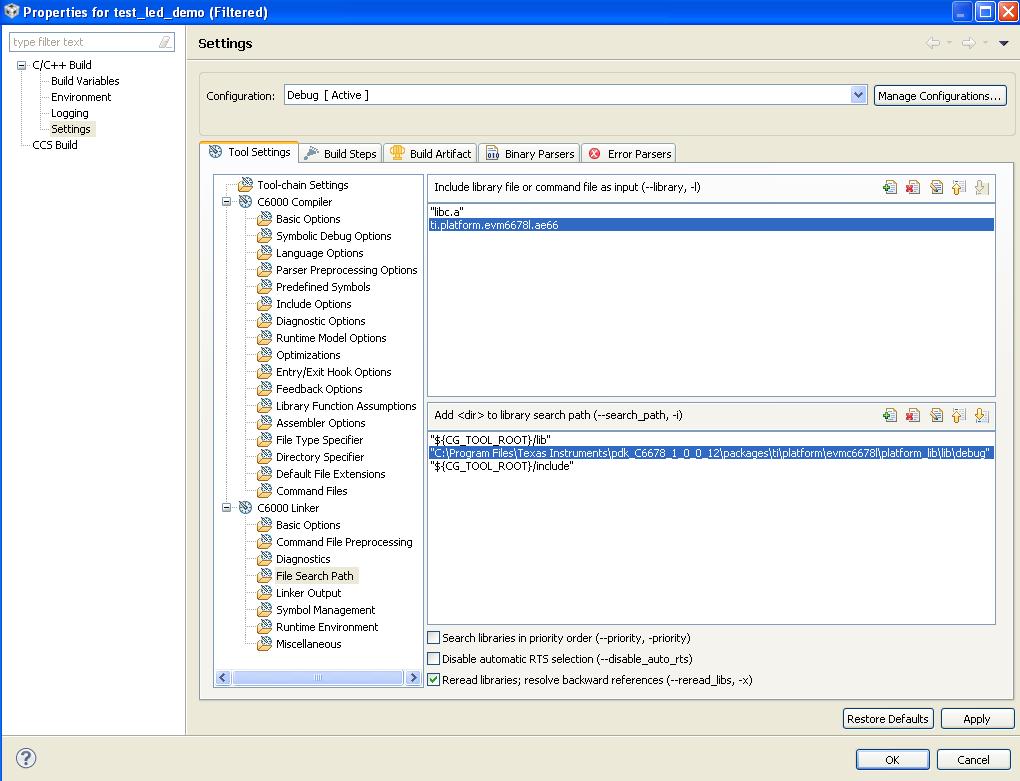 Properties for test_led_demo (Filtered)
type filter text
C/C++ Build
Build Variables
Environment
Logging
Settings
CCS Build
Settings
Configuration:
Debug [ Active ]
Manage Configurations...
Tool Settings
Build Steps
Build Artifact
Binary Parsers
Error Parsers
Tool-chain Settings
C6000 Compiler
Basic Options
Symbolic Debug Options
Language Options
Parser Preprocessing Options
Predefined Symbols
Include Options
Diagnostic Options
Runtime Model Options
Optimizations
Entry/Exit Hook Options
Feedback Options
Library Function Assumptions
Assembler Options
File Type Specifier
Directory Specifier
Default File Extensions
Command Files
C6000 Linker
Basic Options
Command File Preprocessing
Diagnostics
File Search Path
Linker Output
Symbol Management
Runtime Environment
Miscellaneous
Include library file or command file as input (--library, -l)
"libc.a"
ti.platform.evm6678l.ae66
Add <dir> to library search path (--search_path, -i)
"${CG_TOOL_ROOT}/lib"
"C:\Program Files\Texas Instruments\pdk_C6678_1_0_0_12\packages\ti\platform\evmc6678l\platform_lib\lib\debug"
"${CG_TOOL_ROOT}/include"
Search libraries in priority order (--priority, -priority)
Disable automatic RTS selection (--disable_auto_rts)
Reread libraries; resolve backward references (--reread_libs, -x)
Restore Defaults
Apply
OK
Cancel